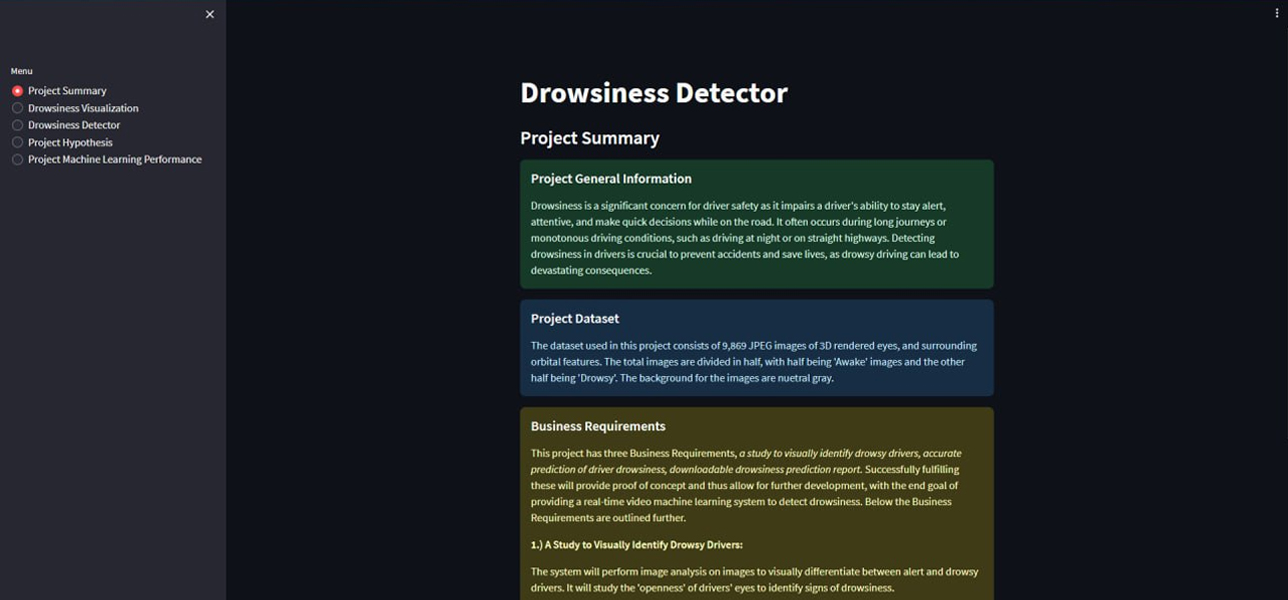 Menu
Project Summary
Drowsiness Visualization
Drowsiness Detector
Project Hypothesis
Project Machine Learning Performance
Drowsiness Detector
Project Summary
Project General Information
Drowsiness is a significant concern for driver safety as it impairs a driver's ability to stay alert,
attentive, and make quick decisions while on the road. It often occurs during long journeys or
monotonous driving conditions, such as driving at night or on straight highways. Detecting
drowsiness in drivers is crucial to prevent accidents and save lives, as drowsy driving can lead to
devastating consequences.
Project Dataset
The dataset used in this project consists of 9,869 JPEG images of 3D rendered eyes, and surrounding
orbital features. The total images are divided in half, with half being 'Awake' images and the other
half being 'Drowsy'. The background for the images are nuetral gray.
Business Requirements
This project has three Business Requirements, a study to visually identify drowsy drivers, accurate
prediction of driver drowsiness, downloadable drowsiness prediction report. Successfully fulfilling
these will provide proof of concept and thus allow for further development, with the end goal of
providing a real-time video machine learning system to detect drowsiness. Below the Business
Requirements are outlined further.
1.) A Study to Visually Identify Drowsy Drivers:
The system will perform image analysis on images to visually differentiate between alert and drowsy
drivers. It will study the 'openness' of drivers' eyes to identify signs of drowsiness.